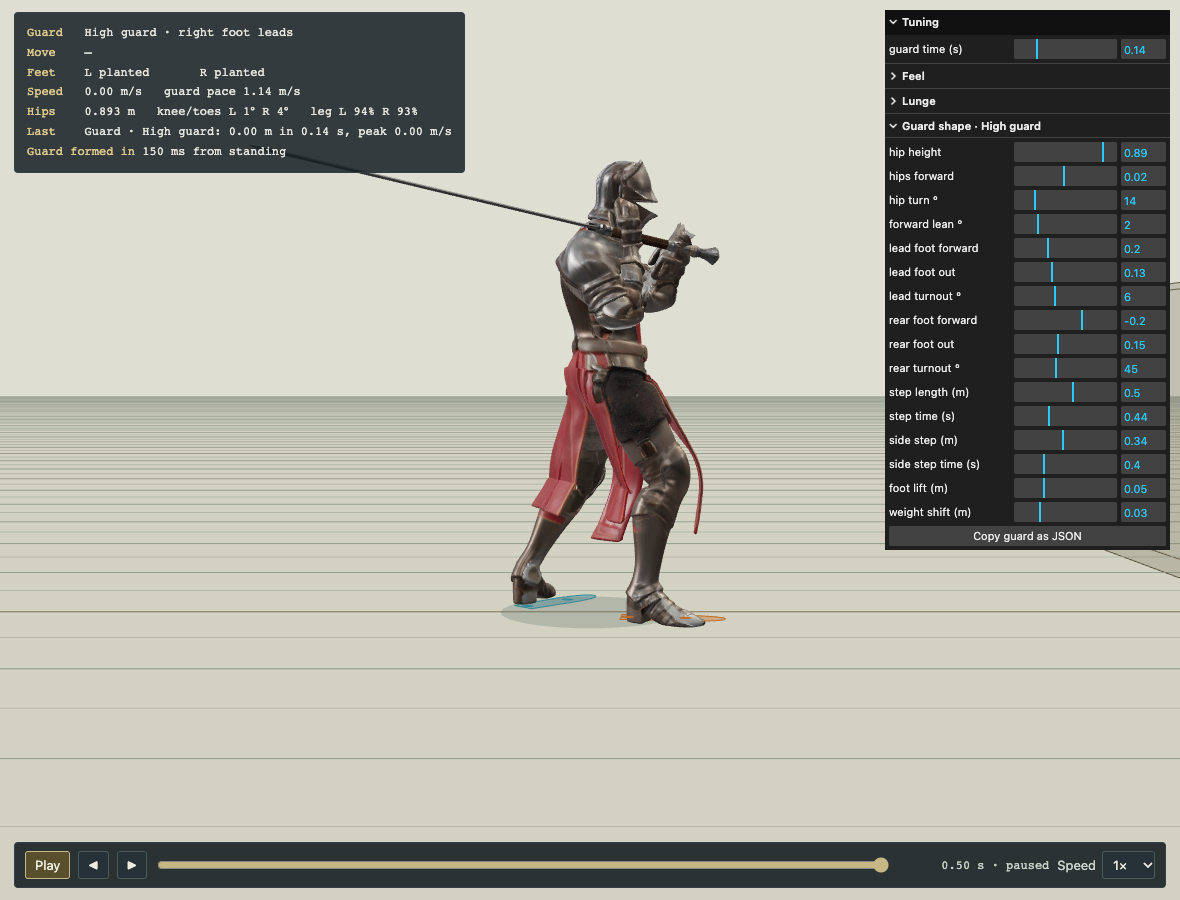 Guard High guard · right foot leads
Move —
Feet L planted R planted
Speed 0.00 m/s guard pace 1.14 m/s
Hips 0.893 m knee/toes L 1° R 4° leg L 94% R 93%
Last Guard · High guard: 0.00 m in 0.14 s, peak 0.00 m/s
Guard formed in 150 ms from standing
Tuning
guard time (s) 0.14
Feel
Lunge
Guard shape · High guard
hip height 0.89
hips forward 0.02
hip turn ° 14
forward lean ° 2
lead foot forward 0.2
lead foot out 0.13
lead turnout ° 6
rear foot forward -0.2
rear foot out 0.15
rear turnout ° 45
step length (m) 0.5
step time (s) 0.44
side step (m) 0.34
side step time (s) 0.4
foot lift (m) 0.05
weight shift (m) 0.03
Copy guard as JSON
Play ◄ ► 0.50 s · paused Speed 1×